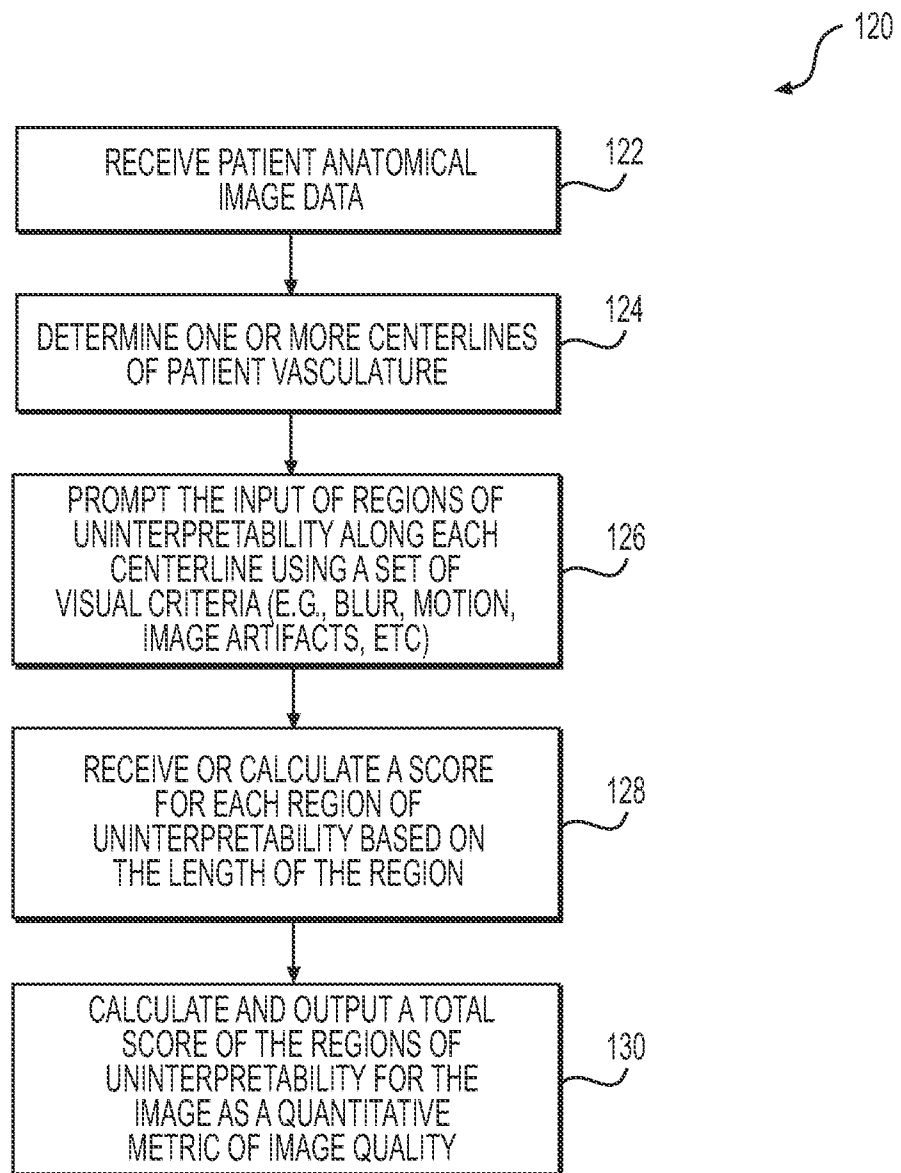 120
RECEIVE PATIENT ANATOMICAL
IMAGE DATA
122
DETERMINE ONE OR MORE CENTERLINES
OF PATIENT VASCULATURE
124
PROMPT THE INPUT OF REGIONS OF
UNINTERPRETABILITY ALONG EACH
CENTERLINE USING A SET OF
VISUAL CRITERIA (E.G., BLUR, MOTION,
IMAGE ARTIFACTS, ETC)
126
RECEIVE OR CALCULATE A SCORE
FOR EACH REGION OF
UNINTERPRETABILITY BASED ON
THE LENGTH OF THE REGION
128
CALCULATE AND OUTPUT A TOTAL
SCORE OF THE REGIONS OF
UNINTERPRETABILITY FOR THE
IMAGE AS A QUANTITATIVE
METRIC OF IMAGE QUALITY
130